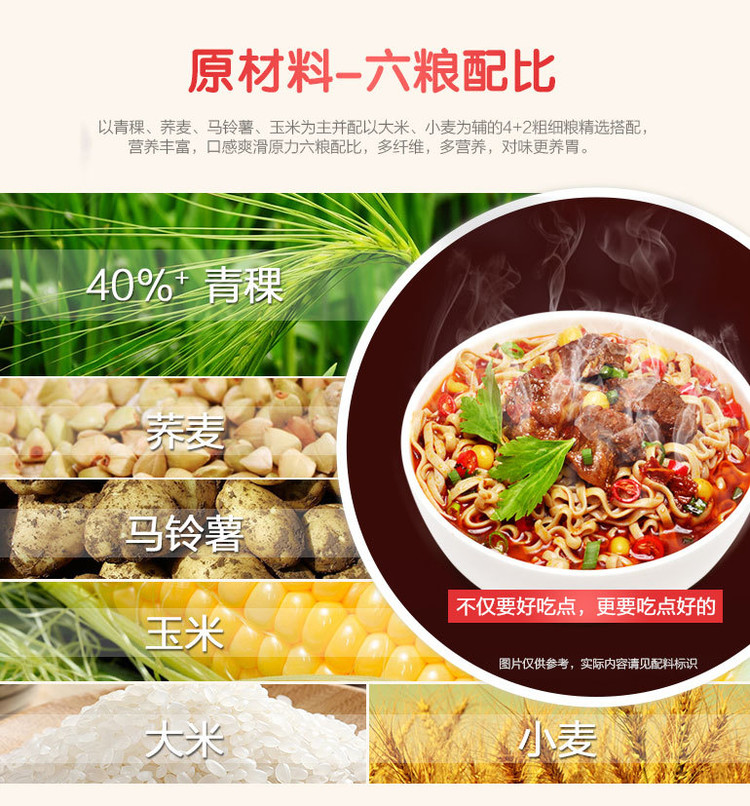 原材料-六粮配比
以青稞、荞麦、马铃薯、玉米为主并配以大米、小麦为辅的4+2粗细粮精选搭配，
营养丰富，口感爽滑原力六粮配比，多纤维，多营养，对味更养胃。
40%+ 青稞
荞麦
马铃薯
玉米
不仅要好吃点，更要吃点好的
图片仅供参考，实际内容请见配料标识
大米
小麦